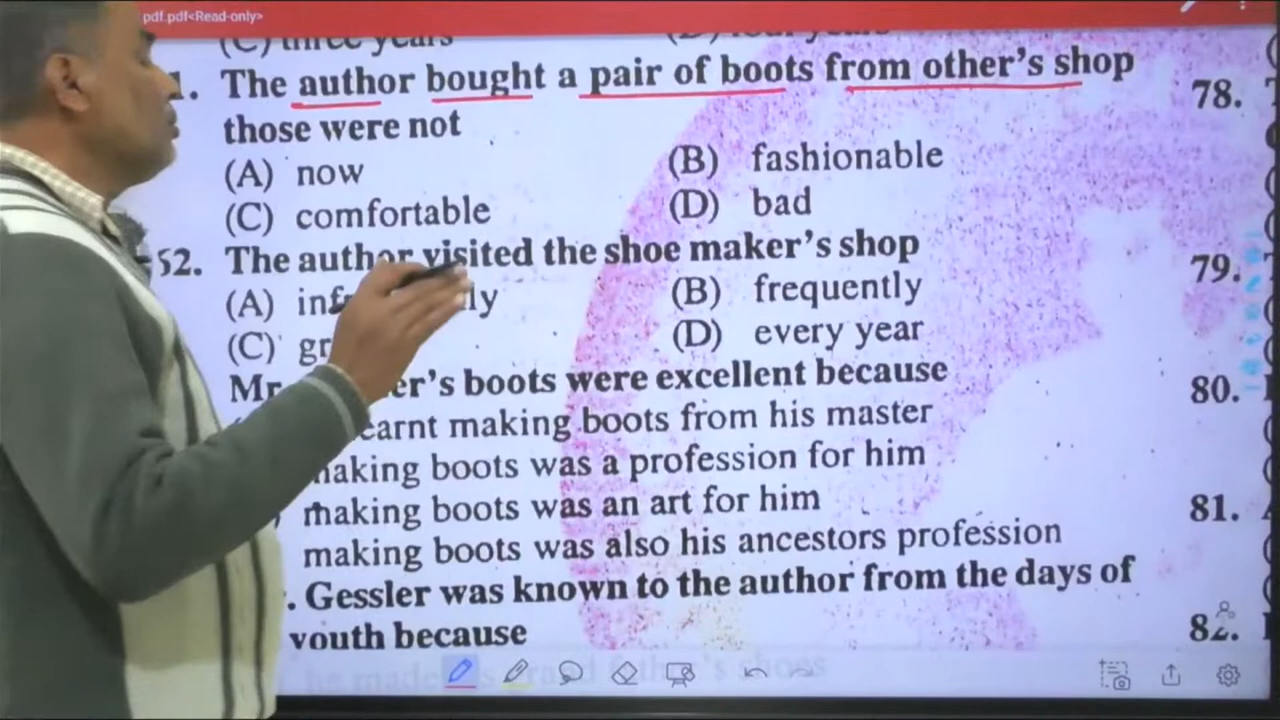 pdf.pdf<Read-only>
(C) three years
1. The author bought a pair of boots from other's shop
those were not
(A) now
(B) fashionable
(C) comfortable
(D) bad
52. The author visited the shoe maker's shop
(A)
(B) frequently
(C)
(D) every year
boots were excellent because
making boots from his master
making boots was a profession for him
making boots was an art for him
making boots was also his ancestors profession
. Gessler was known to the author from the days of
youth because
78.
79.
80.
81.
82.